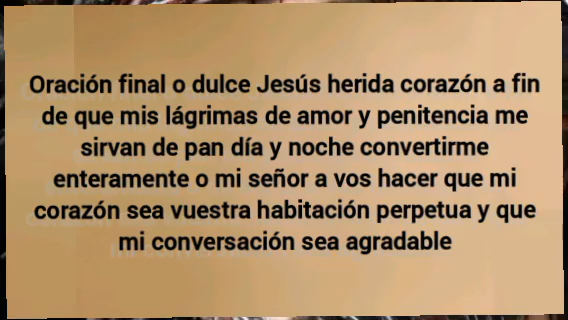 Oración final o dulce Jesús herida corazón a fin
de que mis lágrimas de amor y penitencia me
sirvan de pan día y noche convertirme
enteramente o mi señor a vos hacer que mi
corazón sea vuestra habitación perpetua y que
mi conversación sea agradable